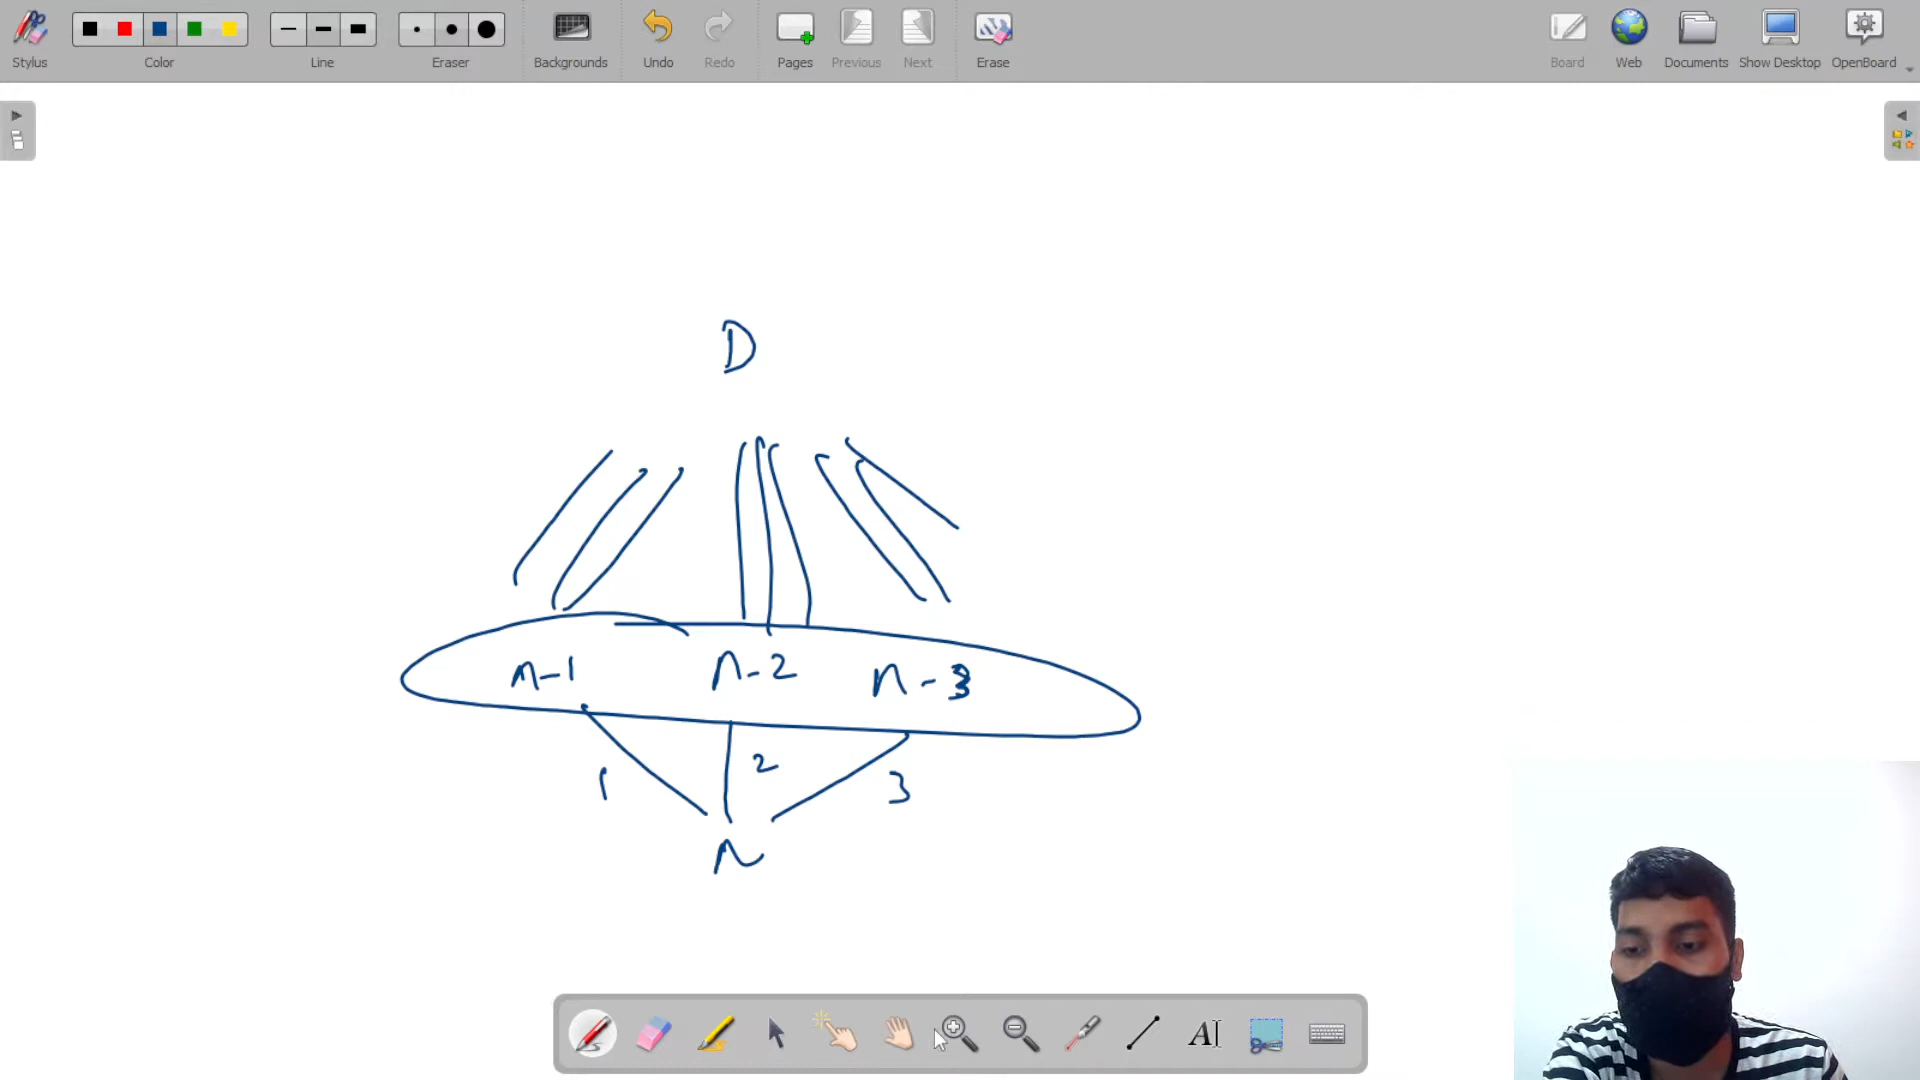 Stylus Color Line Eraser Backgrounds Undo Redo Pages Previous Next Erase Board Web Documents Show Desktop OpenBoard
D
n-1 n-2 n-3
1 2 3
n
A